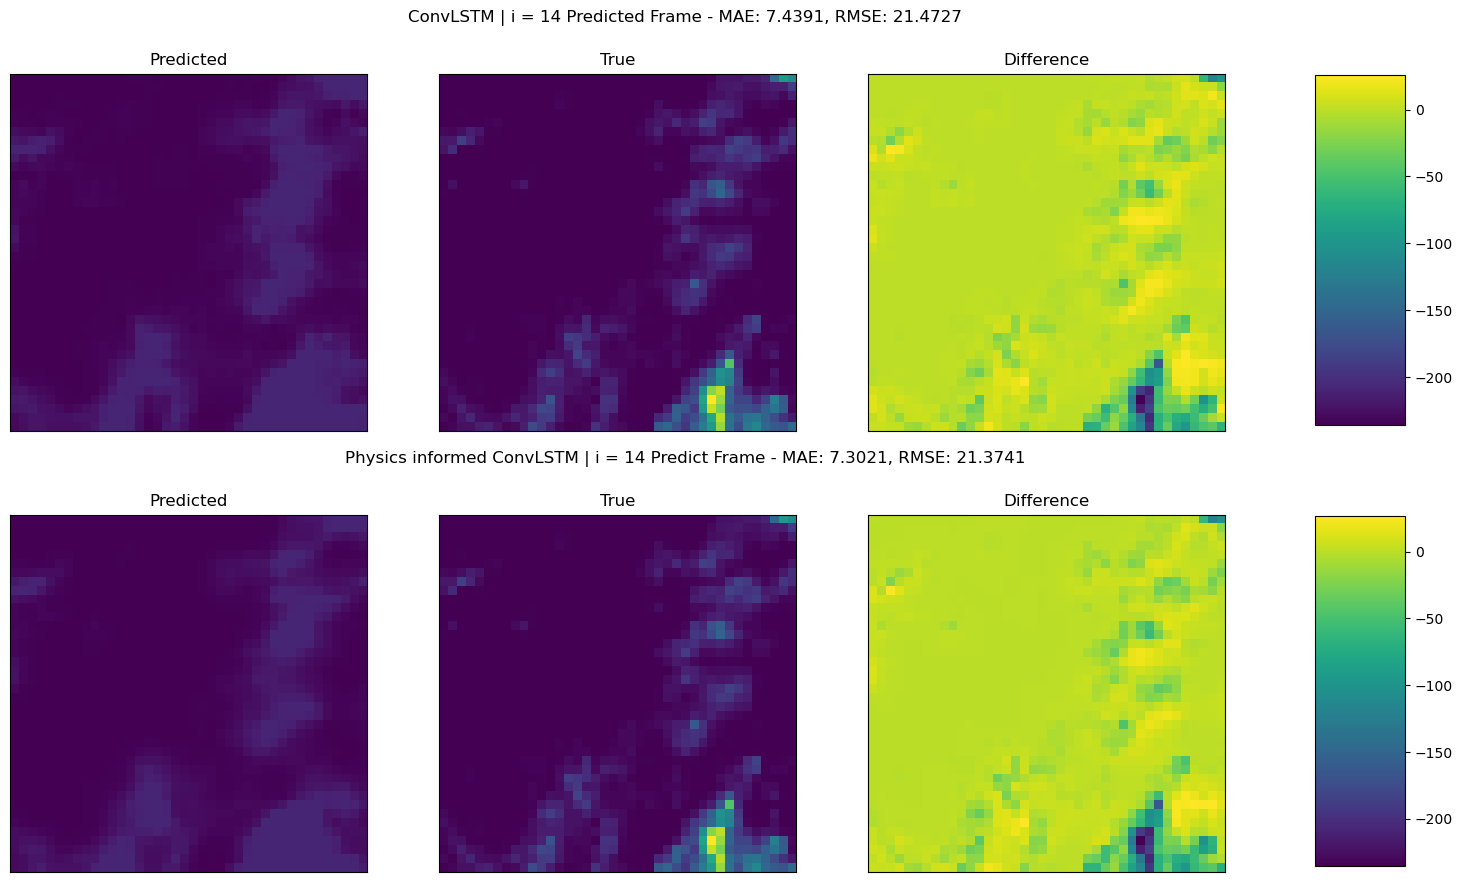 ConvLSTM | i = 14 Predicted Frame - MAE: 7.4391, RMSE: 21.4727
Predicted
True
Difference
0
−50
−100
−150
−200
Physics informed ConvLSTM | i = 14 Predict Frame - MAE: 7.3021, RMSE: 21.3741
Predicted
True
Difference
0
−50
−100
−150
−200